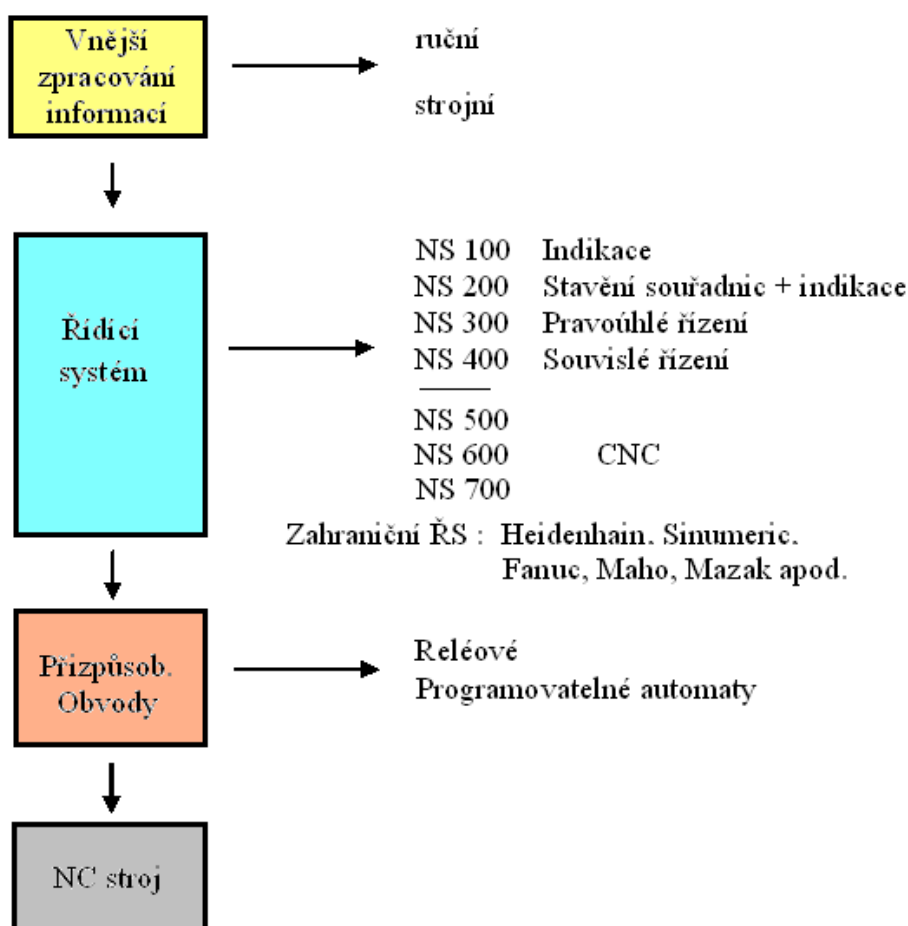 Vnější
zpracování
informací
ruční
strojní
Řídící
systém
NS 100 Indikace
NS 200 Stavění souřadnic + indikace
NS 300 Pravoúhlé řízení
NS 400 Souvislé řízení
NS 500
NS 600 CNC
NS 700
Zahraniční ŘS : Heidenhain. Sinumeric.
Fanuc, Maho, Mazak apod.
Přizpůsob.
Obvody
Reléové
Programovatelné automaty
NC stroj